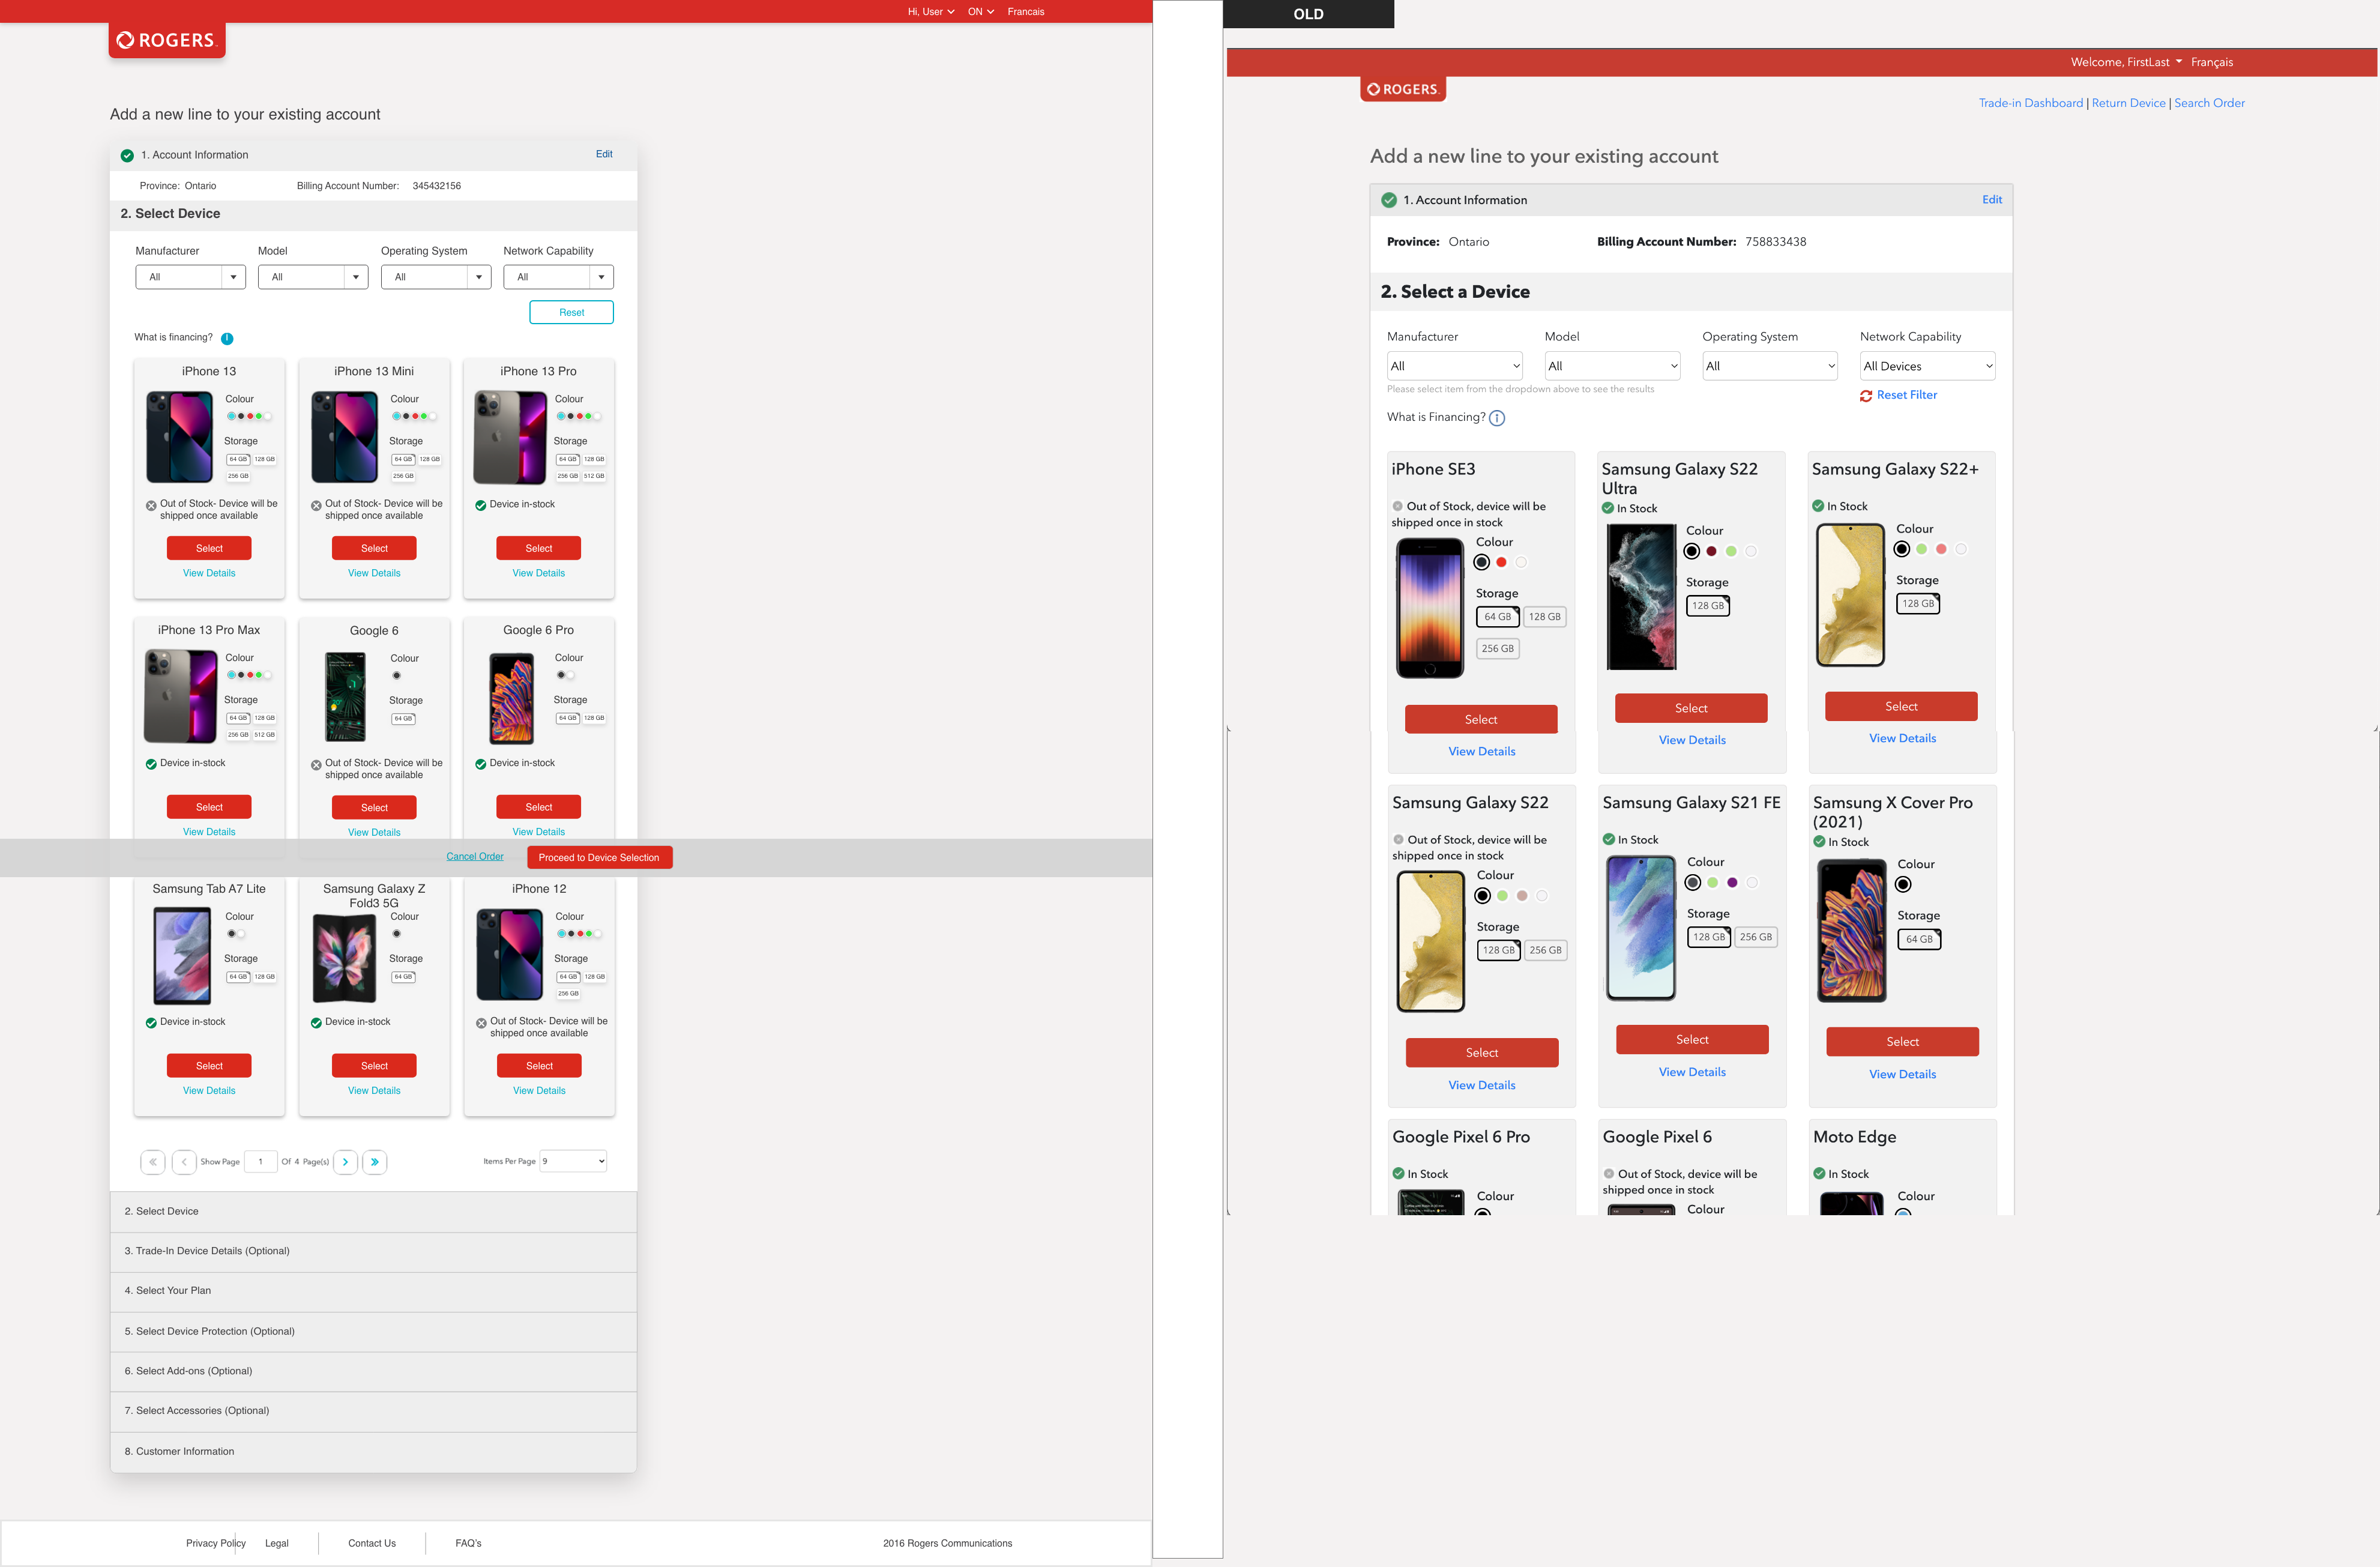 Hi, User
ON
Francais
ROGERS
Add a new line to your existing account
1. Account Information
Edit
Province: Ontario
Billing Account Number: 345432156
2. Select Device
Manufacturer
Model
Operating System
Network Capability
All
All
All
All
Reset
What is financing?
iPhone 13
Colour
Storage
64 GB
128 GB
256 GB
Out of Stock- Device will be
shipped once available
Select
View Details
iPhone 13 Mini
Colour
Storage
64 GB
128 GB
256 GB
Out of Stock- Device will be
shipped once available
Select
View Details
iPhone 13 Pro
Colour
Storage
64 GB
128 GB
256 GB
512 GB
Device in-stock
Select
View Details
iPhone 13 Pro Max
Colour
Storage
64 GB
128 GB
256 GB
512 GB
Device in-stock
Select
View Details
Google 6
Colour
Storage
64 GB
Out of Stock- Device will be
shipped once available
Select
View Details
Google 6 Pro
Colour
Storage
64 GB
128 GB
Device in-stock
Select
View Details
Cancel Order
Proceed to Device Selection
Samsung Tab A7 Lite
Colour
Storage
64 GB
128 GB
Device in-stock
Select
View Details
Samsung Galaxy Z
Fold3 5G
Colour
Storage
64 GB
Device in-stock
Select
View Details
iPhone 12
Colour
Storage
64 GB
128 GB
256 GB
Out of Stock- Device will be
shipped once available
Select
View Details
Show Page 1 Of 4 Page(s)
Items Per Page 9
2. Select Device
3. Trade-In Device Details (Optional)
4. Select Your Plan
5. Select Device Protection (Optional)
6. Select Add-ons (Optional)
7. Select Accessories (Optional)
8. Customer Information
Privacy Policy
Legal
Contact Us
FAQ's
2016 Rogers Communications
OLD
Welcome, FirstLast
Français
ROGERS
Trade-in Dashboard | Return Device | Search Order
Add a new line to your existing account
1. Account Information
Edit
Province: Ontario
Billing Account Number: 758833438
2. Select a Device
Manufacturer
Model
Operating System
Network Capability
All
All
All
All Devices
Please select item from the dropdown above to see the results
Reset Filter
What is Financing?
iPhone SE3
Out of Stock, device will be
shipped once in stock
Colour
Storage
64 GB
128 GB
256 GB
Select
View Details
Samsung Galaxy S22
Ultra
In Stock
Colour
Storage
128 GB
Select
View Details
Samsung Galaxy S22+
In Stock
Colour
Storage
128 GB
Select
View Details
Samsung Galaxy S22
Out of Stock, device will be
shipped once in stock
Colour
Storage
128 GB
256 GB
Select
View Details
Samsung Galaxy S21 FE
In Stock
Colour
Storage
128 GB
256 GB
Select
View Details
Samsung X Cover Pro
(2021)
In Stock
Colour
Storage
64 GB
Select
View Details
Google Pixel 6 Pro
In Stock
Colour
Google Pixel 6
Out of Stock, device will be
shipped once in stock
Colour
Moto Edge
In Stock
Colour